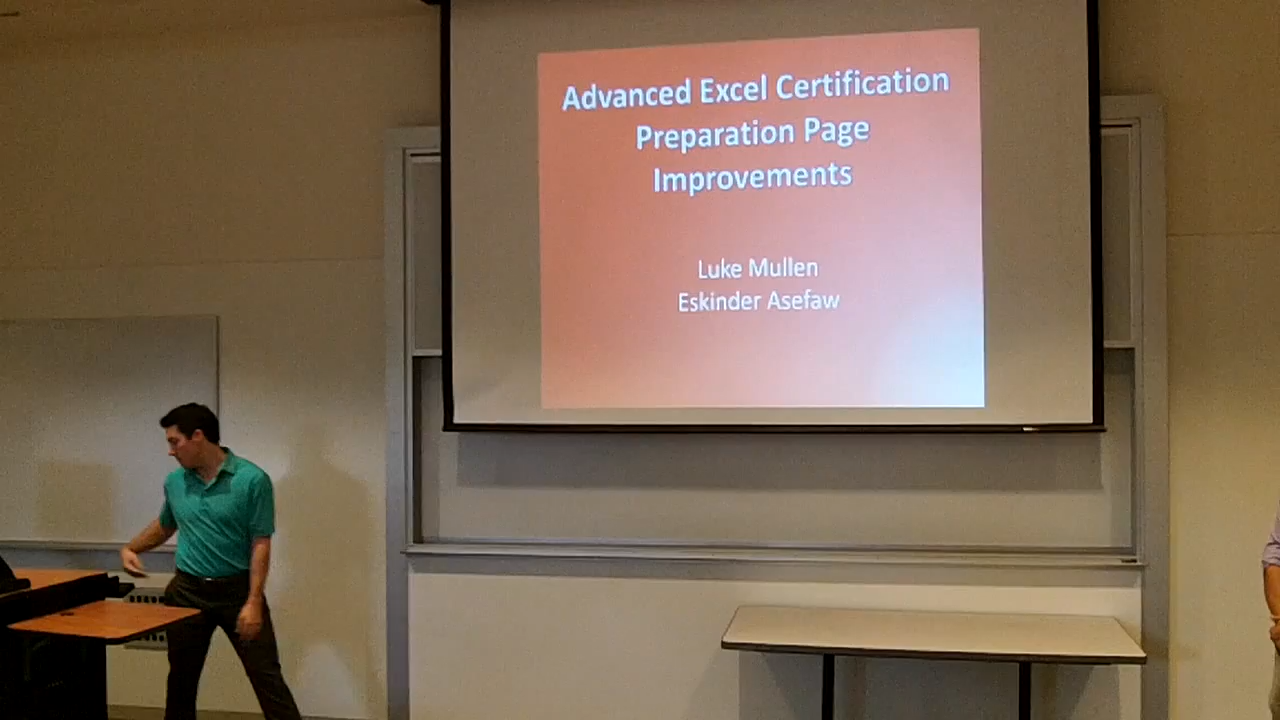 Advanced Excel Certification
Preparation Page
Improvements
Luke Mullen
Eskinder Asefaw